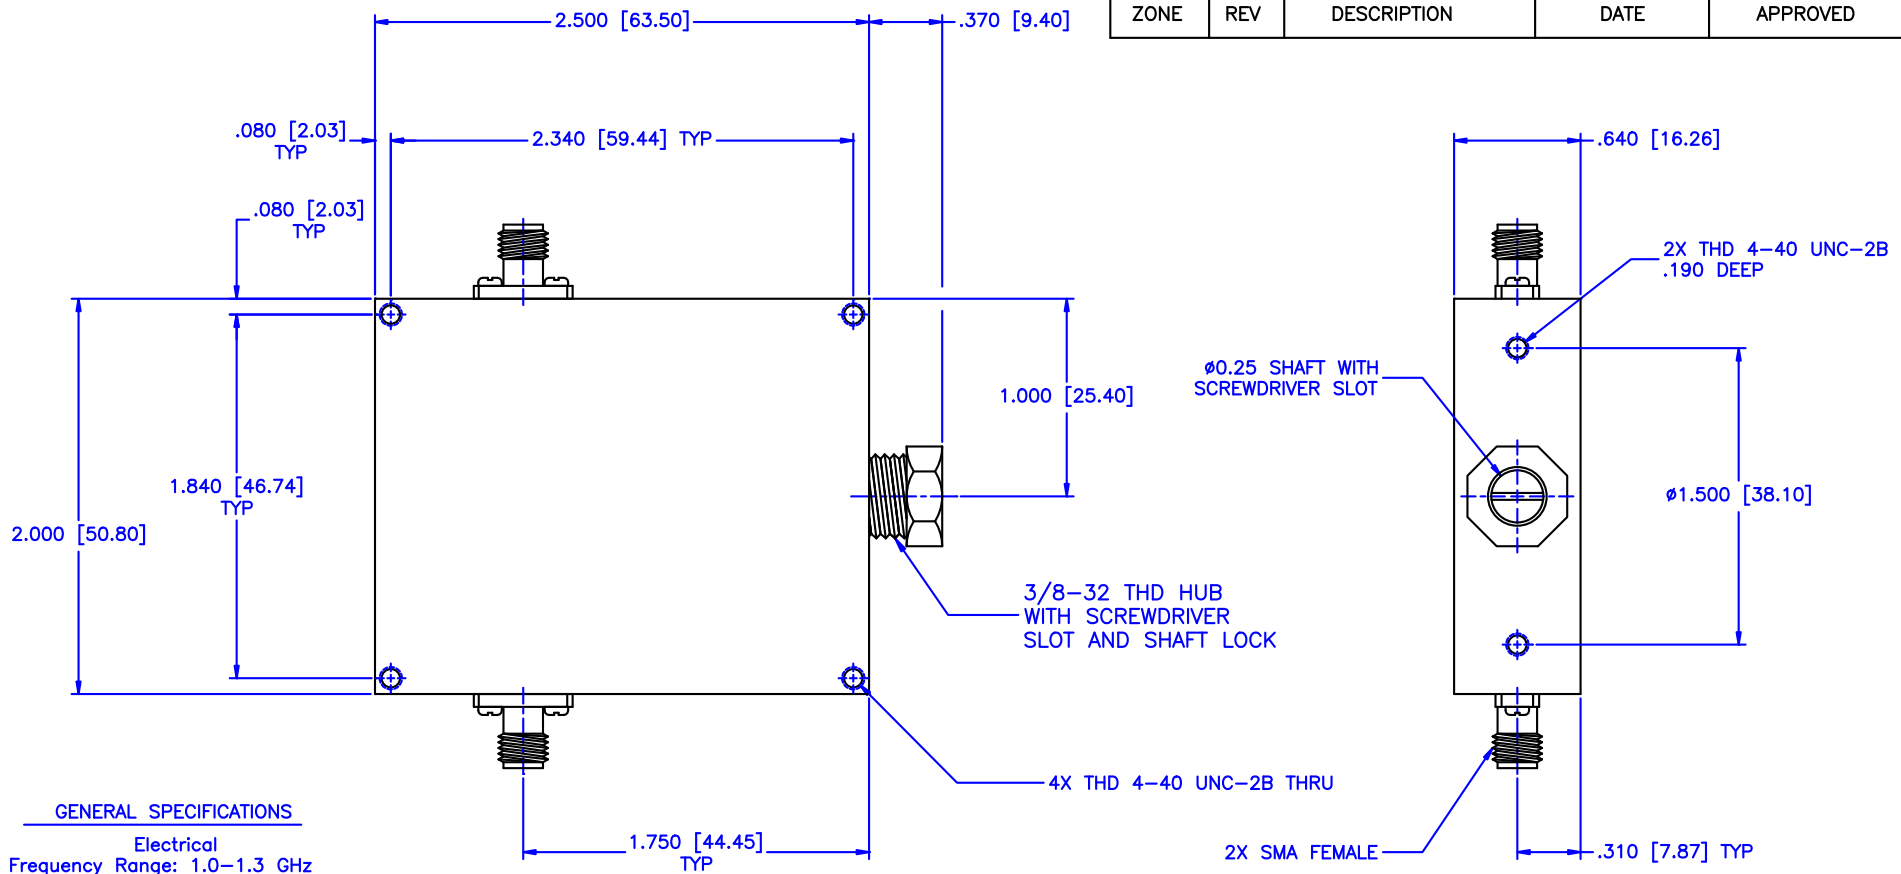 2.500 [63.50]
.370 [9.40]
ZONE REV DESCRIPTION DATE APPROVED
.080 [2.03]
TYP
2.340 [59.44] TYP
.640 [16.26]
.080 [2.03]
TYP
2X THD 4-40 UNC-2B
.190 DEEP
ø0.25 SHAFT WITH
SCREWDRIVER SLOT
1.000 [25.40]
1.840 [46.74]
TYP
ø1.500 [38.10]
2.000 [50.80]
3/8-32 THD HUB
WITH SCREWDRIVER
SLOT AND SHAFT LOCK
4X THD 4-40 UNC-2B THRU
GENERAL SPECIFICATIONS
Electrical
Frequency Range: 1.0-1.3 GHz
1.750 [44.45]
TYP
2X SMA FEMALE
.310 [7.87] TYP